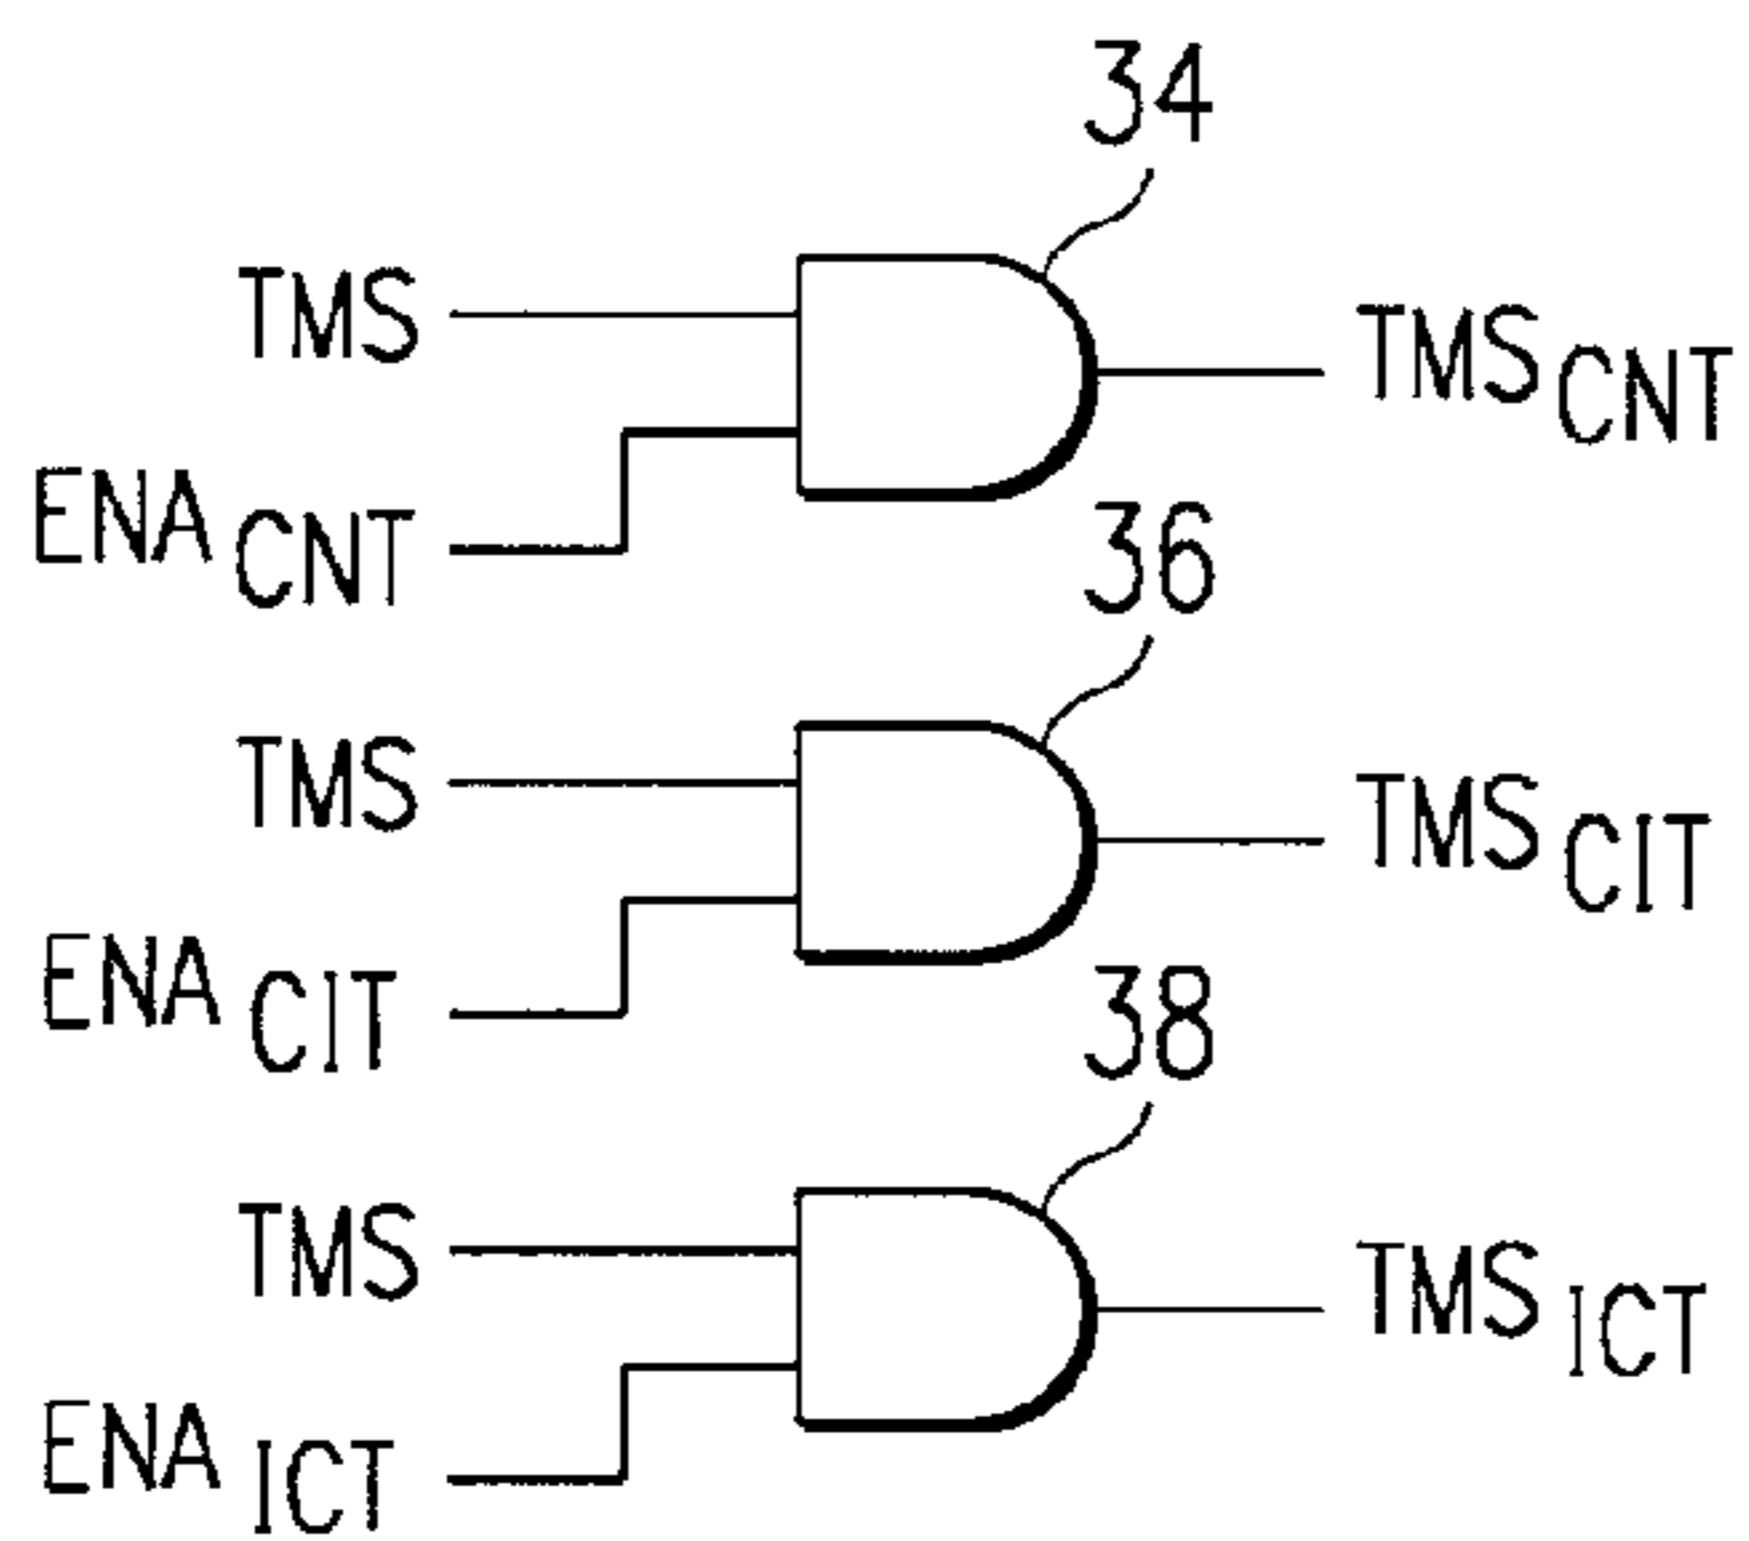 34
TMS
TMS CNT
ENA CNT
36
TMS
TMS CIT
ENA CIT
38
TMS
TMS ICT
ENA ICT